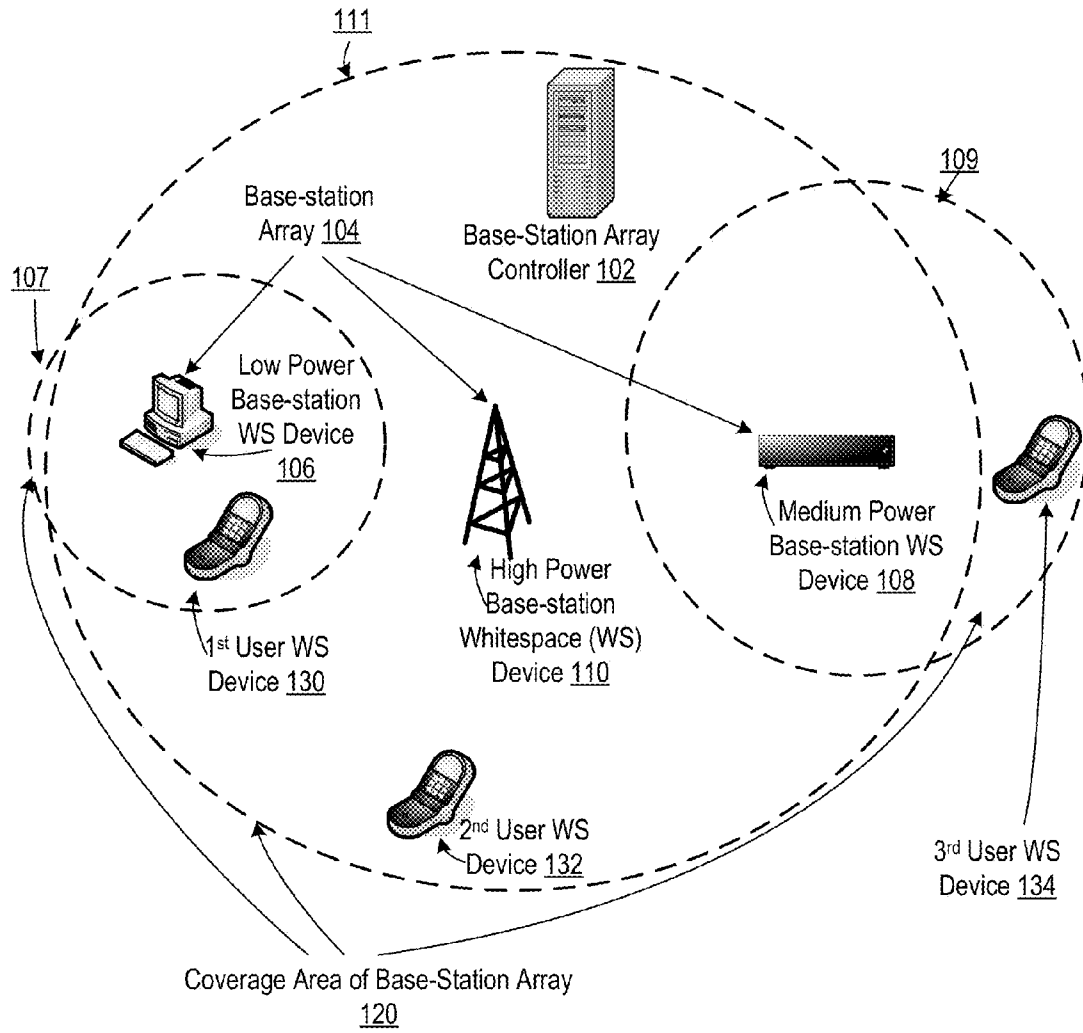 111
109
Base-station
Array 104
Base-Station Array
Controller 102
107
Low Power
Base-station
WS Device
106
Medium Power
Base-station WS
Device 108
High Power
Base-station
Whitespace (WS)
Device 110
1st User WS
Device 130
2nd User WS
Device 132
3rd User WS
Device 134
Coverage Area of Base-Station Array
120